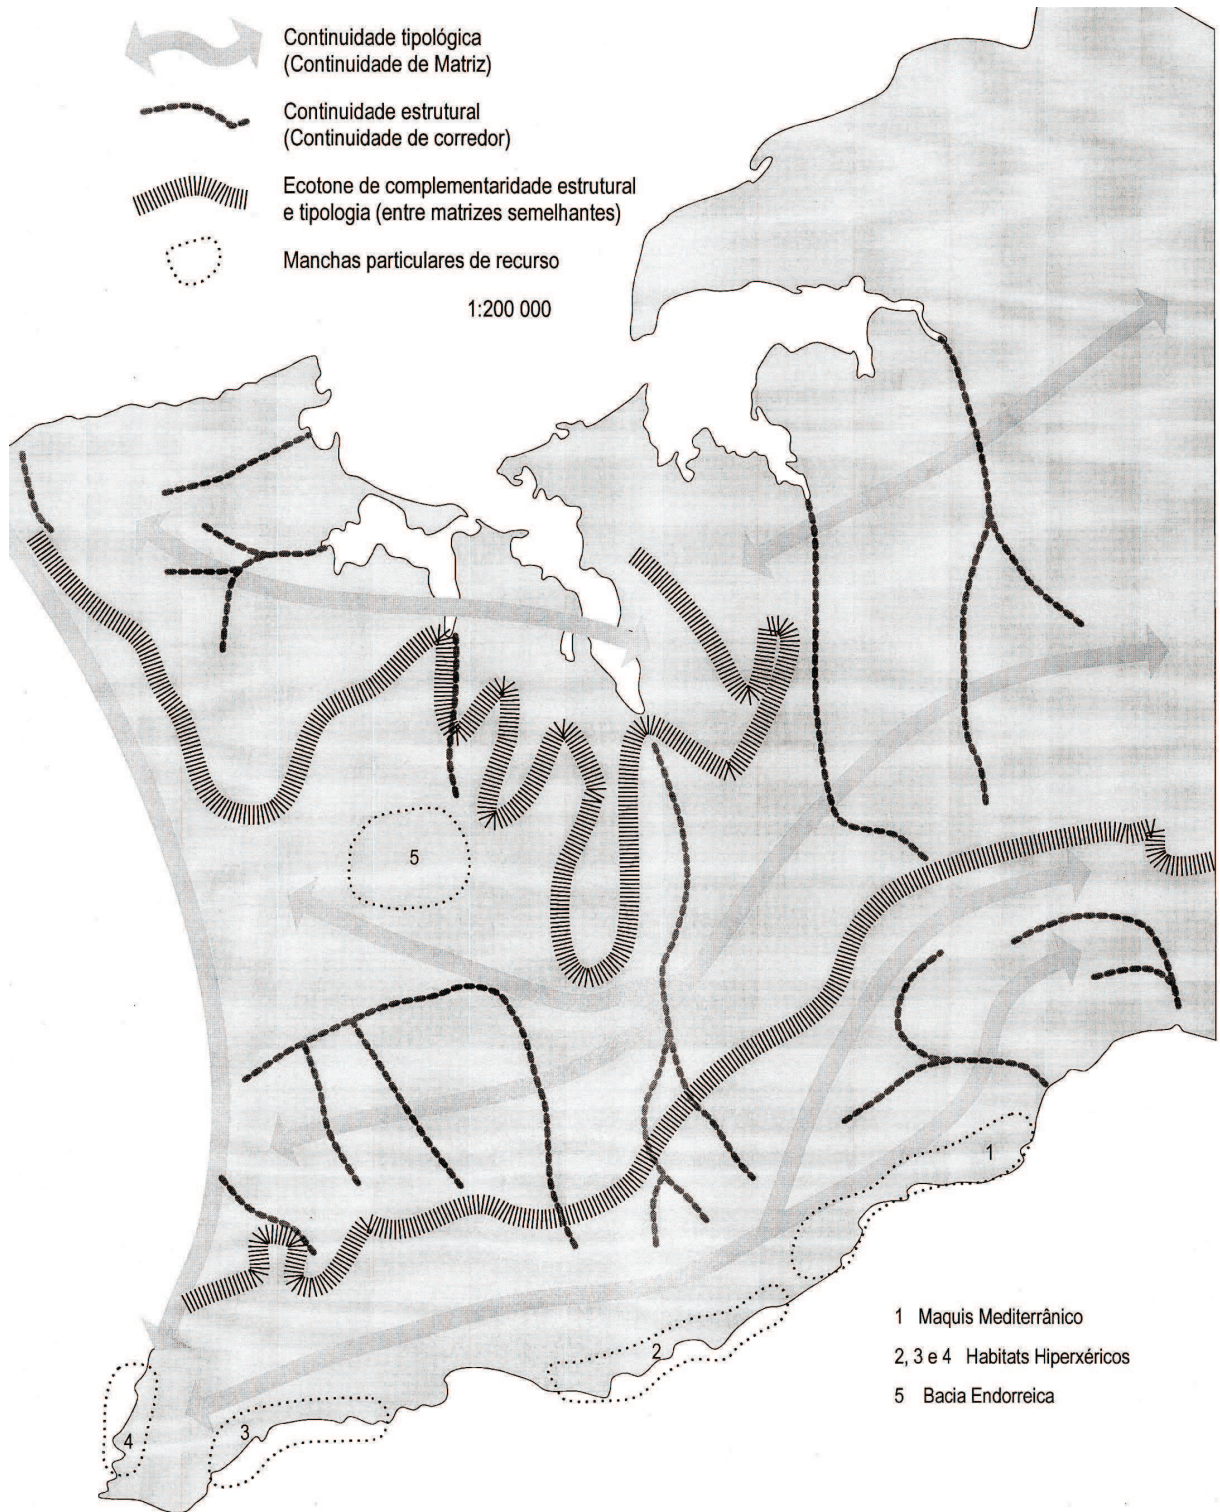 Continuidade tipológica
(Continuidade de Matriz)
Continuidade estrutural
(Continuidade de corredor)
Ecotone de complementaridade estrutural
e tipologia (entre matrizes semelhantes)
Manchas particulares de recurso
1:200 000
5
1
2
3
4
1 Maquis Mediterrânico
2, 3 e 4 Habitats Hiperxéricos
5 Bacia Endorreica